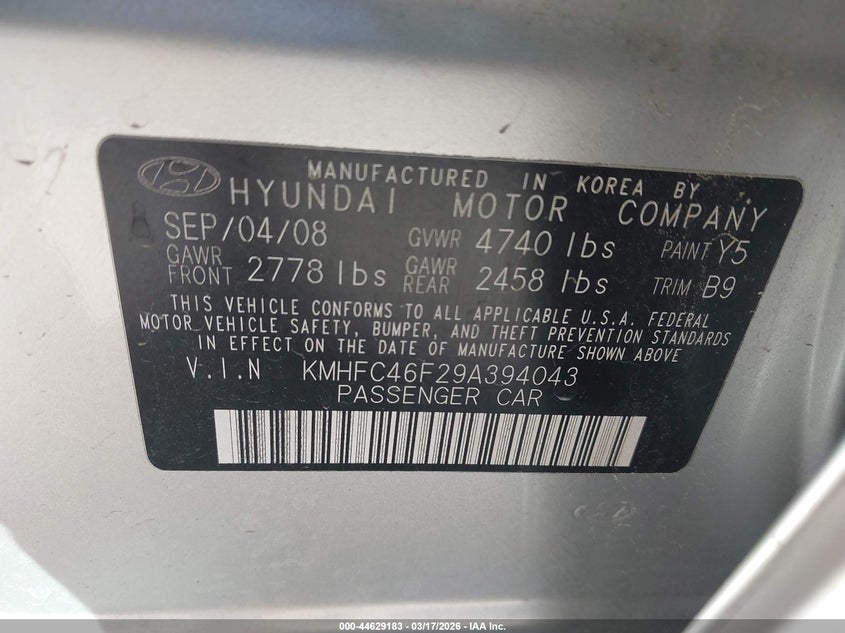 MANUFACTURED IN KOREA BY
HYUNDAI MOTOR COMPANY
SEP/04/08 GVWR 4740 lbs PAINT Y5
GAWR FRONT 2778 lbs GAWR REAR 2458 lbs TRIM B9
THIS VEHICLE CONFORMS TO ALL APPLICABLE U.S.A. FEDERAL
MOTOR VEHICLE SAFETY, BUMPER, AND THEFT PREVENTION STANDARDS
IN EFFECT ON THE DATE OF MANUFACTURE SHOWN ABOVE
V.I.N KMHFC46F29A394043
PASSENGER CAR
000-44629183 - 03/17/2026 - IAA Inc.